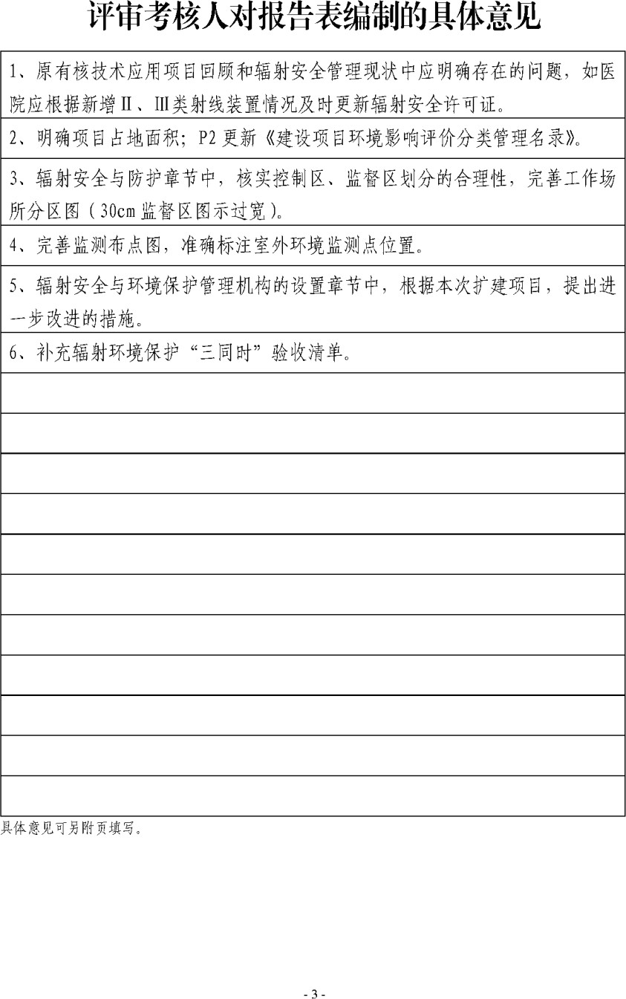 评审考核人对报告表编制的具体意见
1、原有核技术应用项目回顾和辐射安全管理现状中应明确存在的问题，如医
院应根据新增Ⅱ、Ⅲ类射线装置情况及时更新辐射安全许可证。
2、明确项目占地面积；P2 更新《建设项目环境影响评价分类管理名录》。
3、辐射安全与防护章节中，核实控制区、监督区划分的合理性，完善工作场
所分区图（30cm 监督区图示过宽）。
4、完善监测布点图，准确标注室外环境监测点位置。
5、辐射安全与环境保护管理机构的设置章节中，根据本次扩建项目，提出进
一步改进的措施。
6、补充辐射环境保护“三同时”验收清单。
具体意见可另附页填写。
- 3 -